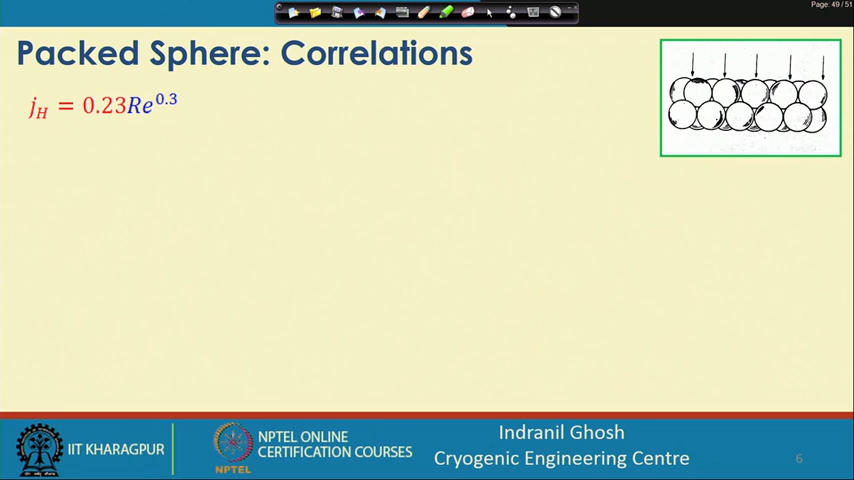 Page: 49 / 51
Packed Sphere: Correlations
j_H = 0.23Re^0.3
IIT KHARAGPUR
NPTEL
NPTEL ONLINE
CERTIFICATION COURSES
Indranil Ghosh
Cryogenic Engineering Centre
6